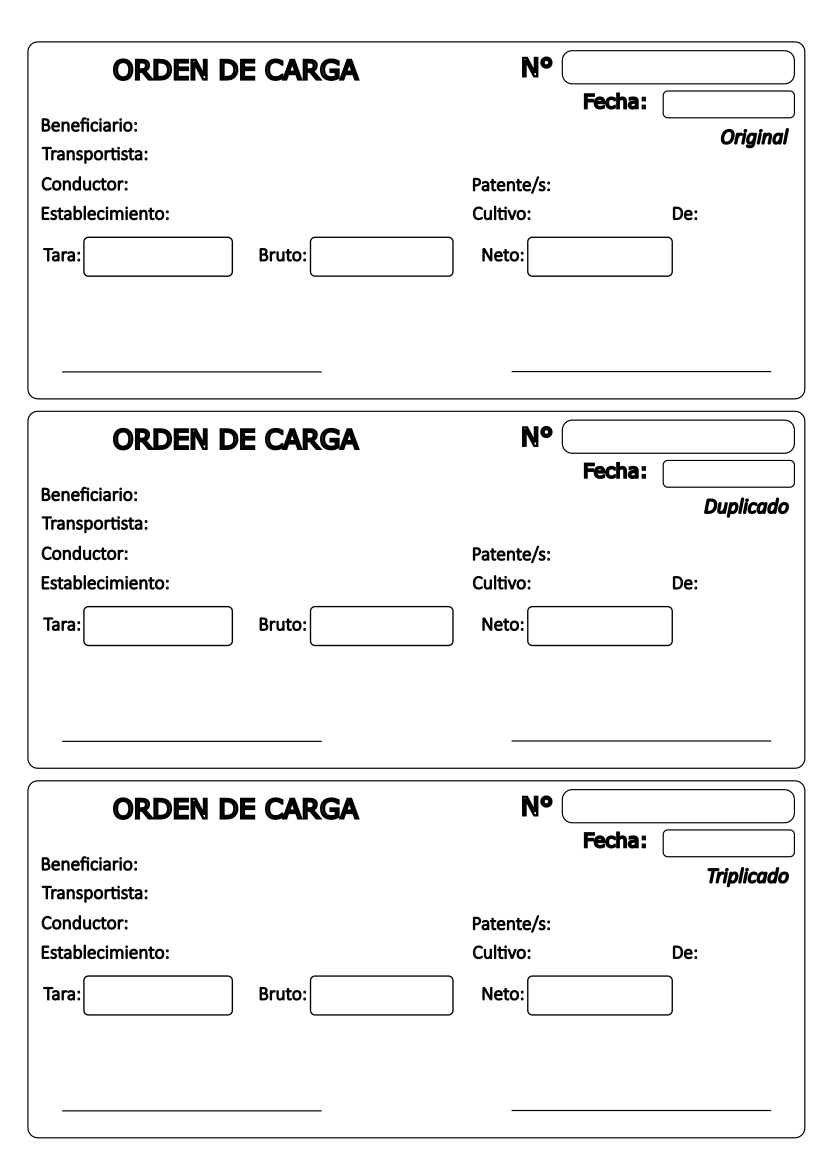 ORDEN DE CARGA Nº
Fecha:
Beneficiario:
Original
Transportista:
Conductor: Patente/s:
Establecimiento: Cultivo: De:
Tara: Bruto: Neto:
ORDEN DE CARGA Nº
Fecha:
Beneficiario:
Duplicado
Transportista:
Conductor: Patente/s:
Establecimiento: Cultivo: De:
Tara: Bruto: Neto:
ORDEN DE CARGA Nº
Fecha:
Beneficiario:
Triplicado
Transportista:
Conductor: Patente/s:
Establecimiento: Cultivo: De:
Tara: Bruto: Neto: